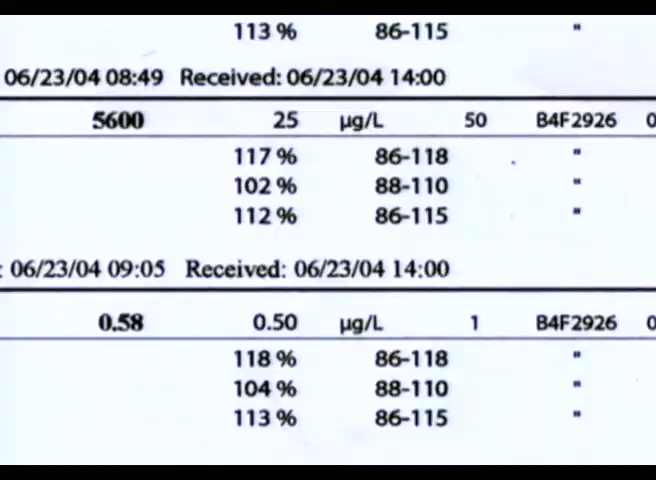 113 % 86-115 "
06/23/04 08:49 Received: 06/23/04 14:00
5600 25 µg/L 50 B4F2926 0
117 % 86-118 "
102 % 88-110 "
112 % 86-115 "
: 06/23/04 09:05 Received: 06/23/04 14:00
0.58 0.50 µg/L 1 B4F2926 0
118 % 86-118 "
104 % 88-110 "
113 % 86-115 "